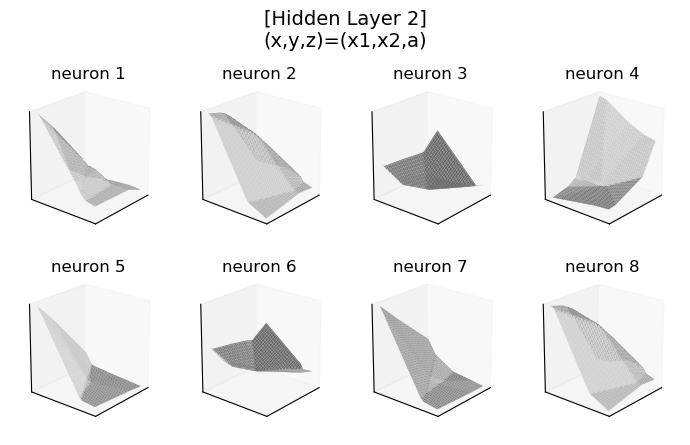 [Hidden Layer 2]
(x,y,z)=(x1,x2,a)
neuron 1
neuron 2
neuron 3
neuron 4
neuron 5
neuron 6
neuron 7
neuron 8